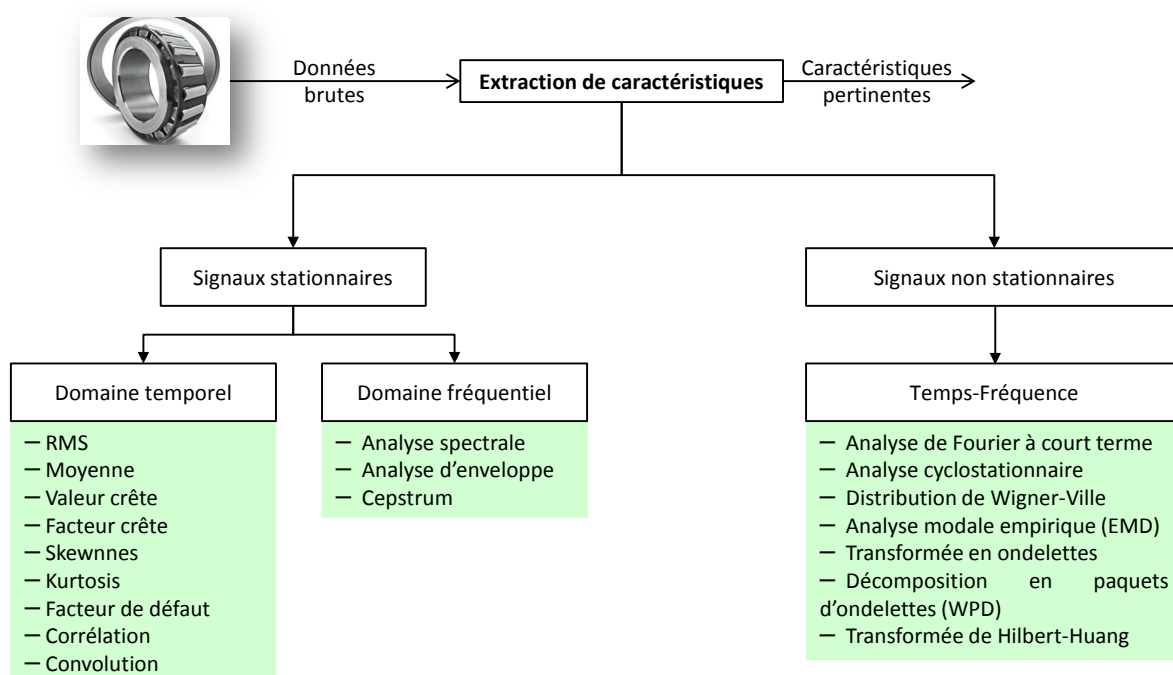 Données
brutes
Extraction de caractéristiques
Caractéristiques
pertinentes
Signaux stationnaires
Signaux non stationnaires
Domaine temporel
Domaine fréquentiel
Temps-Fréquence
— RMS
— Moyenne
— Valeur crête
— Facteur crête
— Skewnnes
— Kurtosis
— Facteur de défaut
— Corrélation
— Convolution
— Analyse spectrale
— Analyse d'enveloppe
— Cepstrum
— Analyse de Fourier à court terme
— Analyse cyclostationnaire
— Distribution de Wigner-Ville
— Analyse modale empirique (EMD)
— Transformée en ondelettes
— Décomposition en paquets
d'ondelettes (WPD)
— Transformée de Hilbert-Huang